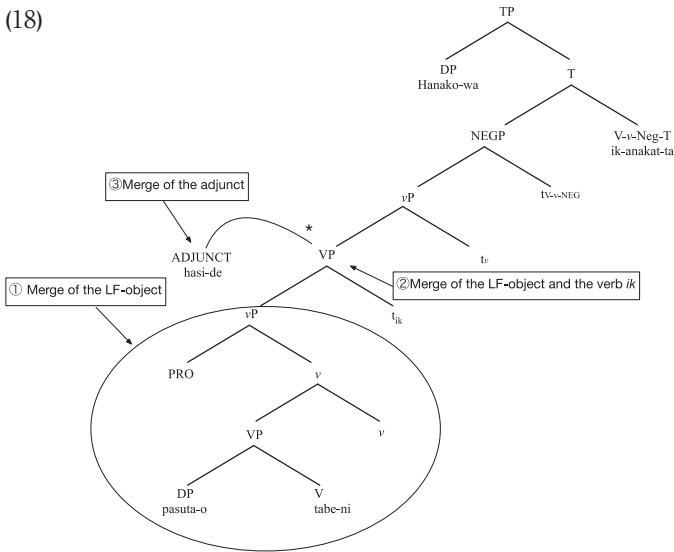 (18)
TP
DP
Hanako-wa
T
NEGP
V-v-Neg-T
ik-anakat-ta
③Merge of the adjunct
vP
tV-v-NEG
*
ADJUNCT
hasi-de
VP
tv
① Merge of the LF-object
②Merge of the LF-object and the verb ik
vP
tik
PRO
v
VP
v
DP
pasuta-o
V
tabe-ni